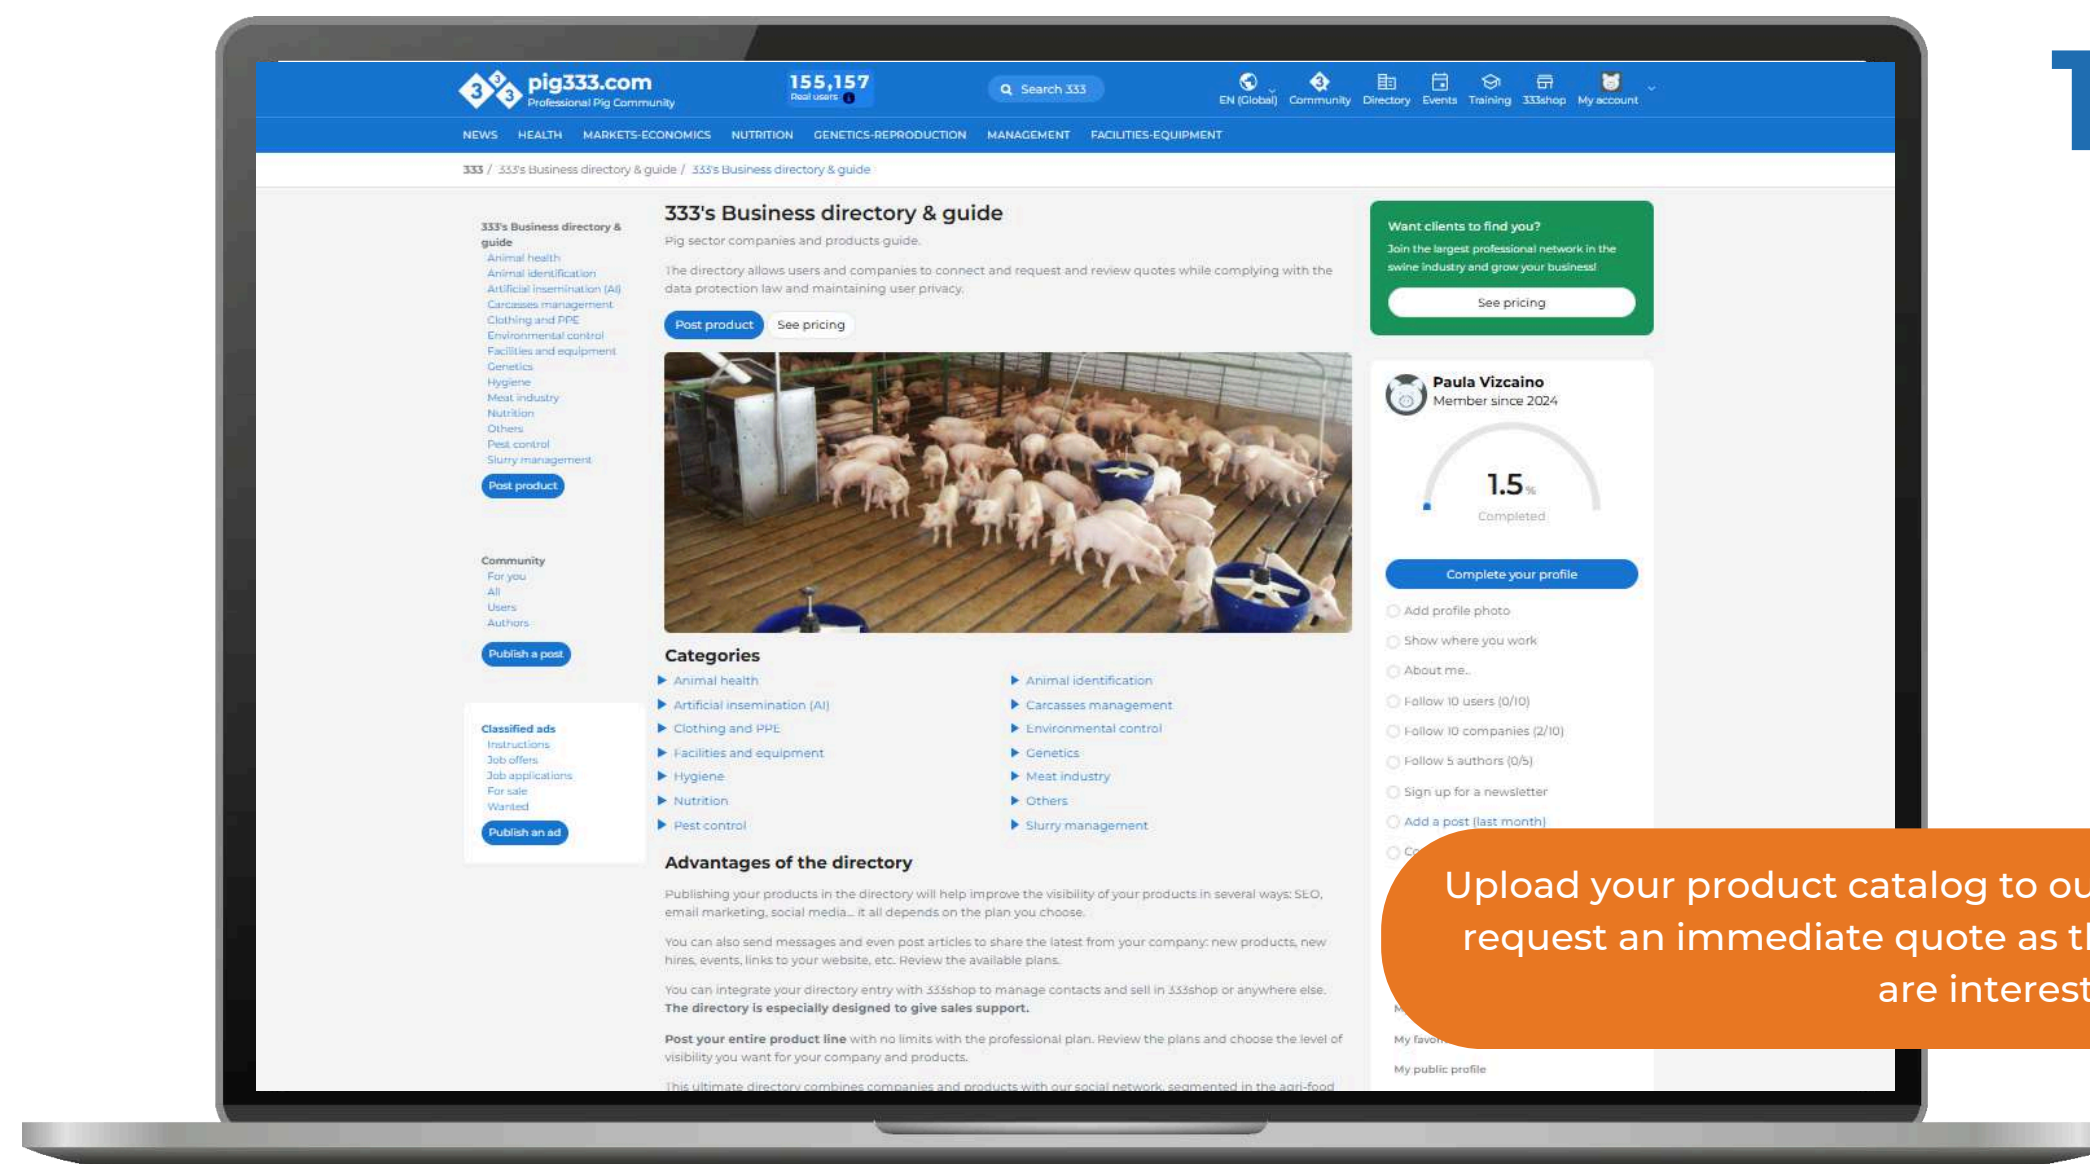 pig333.com
Professional Pig Community
155,157
Real users
Search 333
EN (Global)
Community
Directory
Events
Training
333shop
My account
NEWS
HEALTH
MARKETS-ECONOMICS
NUTRITION
GENETICS-REPRODUCTION
MANAGEMENT
FACILITIES-EQUIPMENT
333 / 333's Business directory & guide / 333's Business directory & guide
333's Business directory &
guide
Animal health
Animal identification
Artificial insemination (AI)
Carcasses management
Clothing and PPE
Environmental control
Facilities and equipment
Genetics
Hygiene
Meat industry
Nutrition
Others
Pest control
Slurry management
Post product
Community
For you
All
Users
Authors
Publish a post
Classified ads
Instructions
Job offers
Job applications
For sale
Wanted
Publish an ad
333's Business directory & guide
Pig sector companies and products guide.
The directory allows users and companies to connect and request and review quotes while complying with the
data protection law and maintaining user privacy.
Post product
See pricing
Categories
Animal health
Animal identification
Artificial insemination (AI)
Carcasses management
Clothing and PPE
Environmental control
Facilities and equipment
Genetics
Hygiene
Meat industry
Nutrition
Others
Pest control
Slurry management
Advantages of the directory
Publishing your products in the directory will help improve the visibility of your products in several ways: SEO,
email marketing, social media... it all depends on the plan you choose.
You can also send messages and even post articles to share the latest from your company: new products, new
hires, events, links to your website, etc. Review the available plans.
You can integrate your directory entry with 333shop to manage contacts and sell in 333shop or anywhere else.
The directory is especially designed to give sales support.
Post your entire product line with no limits with the professional plan. Review the plans and choose the level of
visibility you want for your company and products.
This ultimate directory combines companies and products with our social network, segmented in the agri-food
Want clients to find you?
Join the largest professional network in the
swine industry and grow your business!
See pricing
Paula Vizcaino
Member since 2024
1.5 %
Completed
Complete your profile
Add profile photo
Show where you work
About me..
Follow 10 users (0/10)
Follow 10 companies (2/10)
Follow 5 authors (0/5)
Sign up for a newsletter
Add a post (last month)
My
My public profile
Upload your product catalog to
request an immediate quote as
are